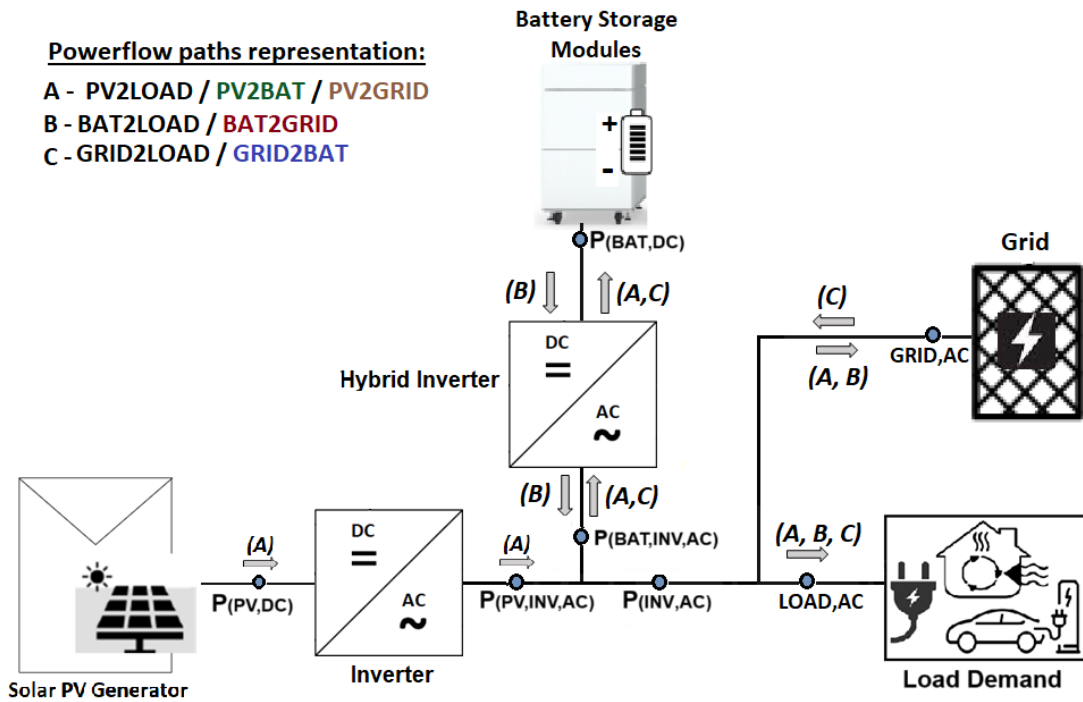 Battery Storage
Modules
Powerflow paths representation:
A - PV2LOAD / PV2BAT / PV2GRID
B - BAT2LOAD / BAT2GRID
C - GRID2LOAD / GRID2BAT
+
-
P(BAT,DC)
Grid
(B)
(A,C)
(C)
DC
=
GRID,AC
(A, B)
Hybrid Inverter
AC
~
(B)
(A,C)
(A)
DC
=
(A)
P(BAT,INV,AC)
(A, B, C)
P(PV,DC)
AC
~
P(PV,INV,AC)
P(INV,AC)
LOAD,AC
Inverter
Solar PV Generator
Load Demand